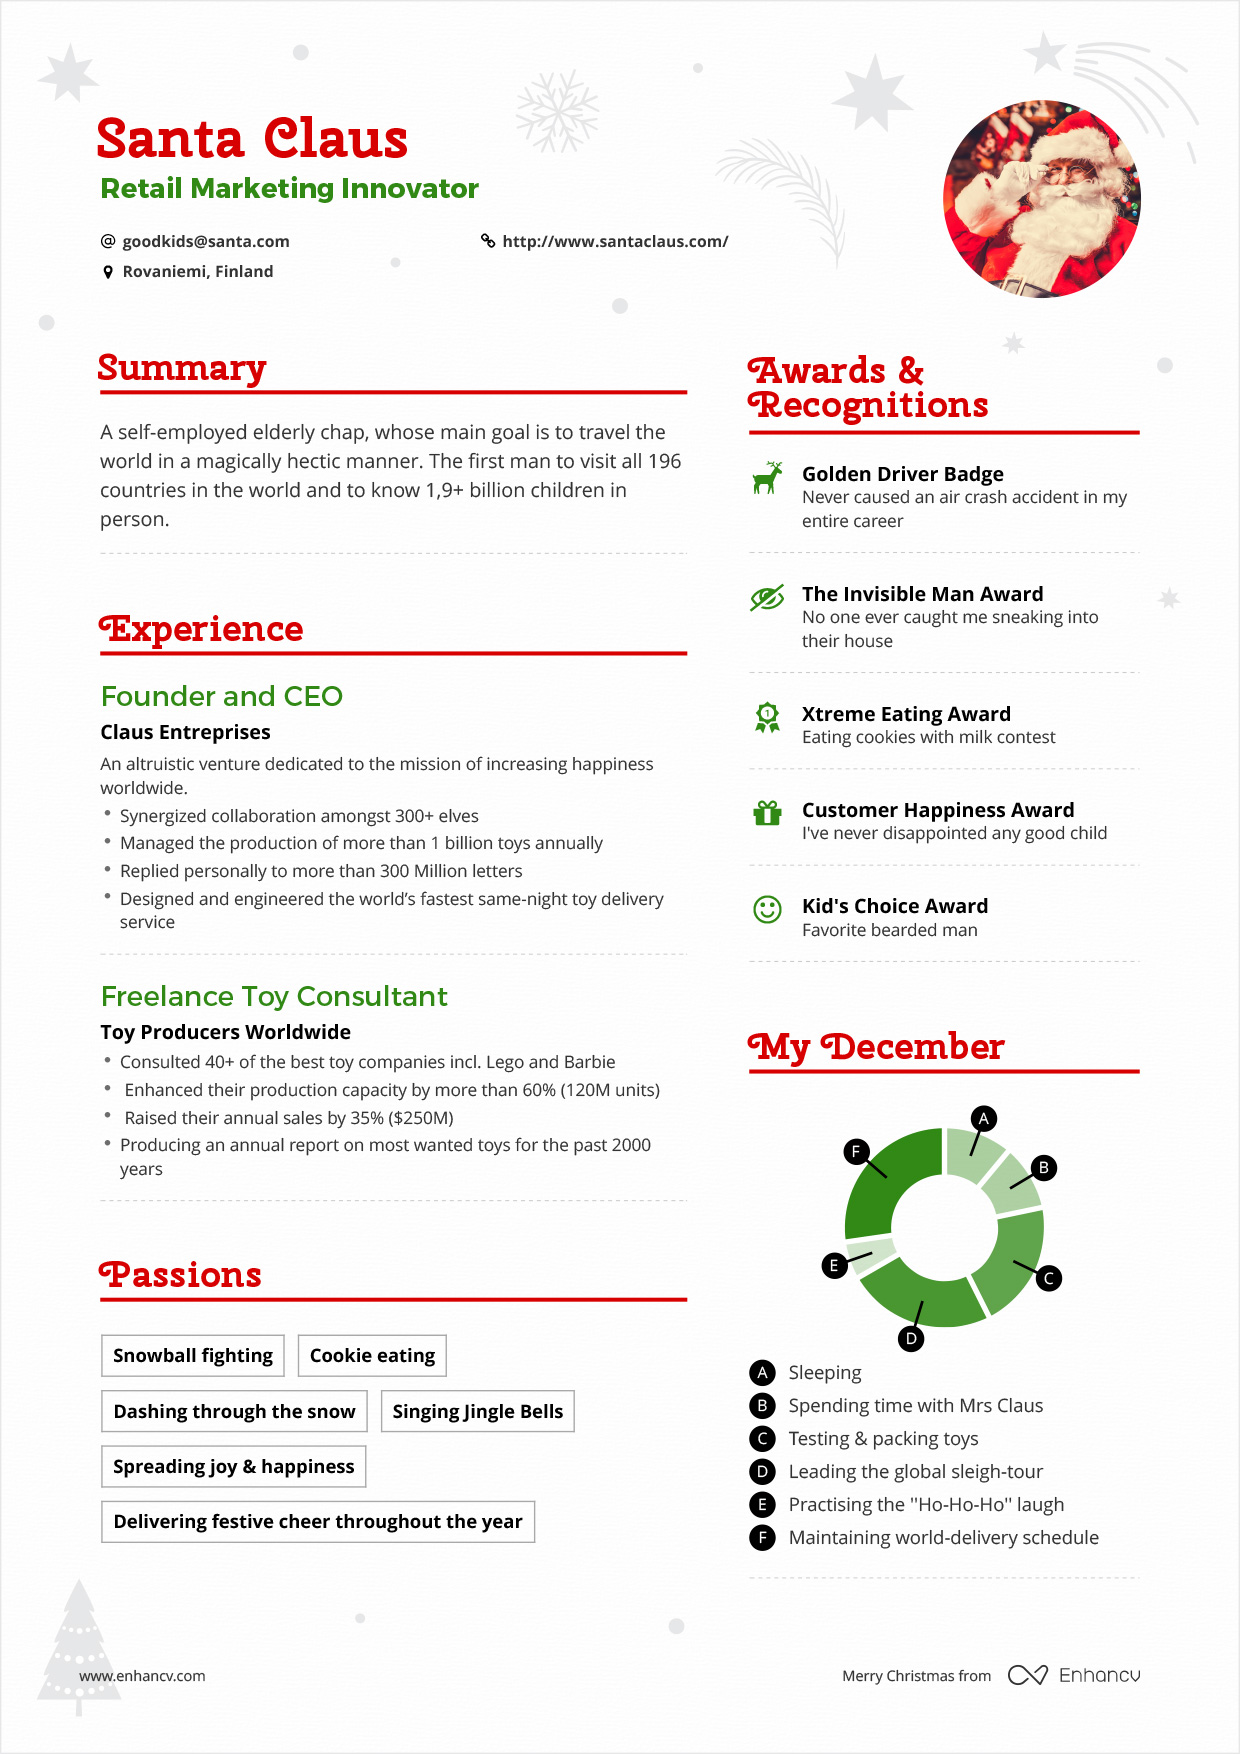 Santa Claus
Retail Marketing Innovator
goodkids@santa.com
http://www.santaclaus.com/
Rovaniemi, Finland
Summary
A self-employed elderly chap, whose main goal is to travel the
world in a magically hectic manner. The first man to visit all 196
countries in the world and to know 1,9+ billion children in
person.
Experience
Founder and CEO
Claus Entreprises
An altruistic venture dedicated to the mission of increasing happiness
worldwide.
• Synergized collaboration amongst 300+ elves
• Managed the production of more than 1 billion toys annually
• Replied personally to more than 300 Million letters
• Designed and engineered the world’s fastest same-night toy delivery
service
Freelance Toy Consultant
Toy Producers Worldwide
• Consulted 40+ of the best toy companies incl. Lego and Barbie
• Enhanced their production capacity by more than 60% (120M units)
• Raised their annual sales by 35% ($250M)
• Producing an annual report on most wanted toys for the past 2000
years
Passions
Snowball fighting
Cookie eating
Dashing through the snow
Singing Jingle Bells
Spreading joy & happiness
Delivering festive cheer throughout the year
Awards &
Recognitions
Golden Driver Badge
Never caused an air crash accident in my
entire career
The Invisible Man Award
No one ever caught me sneaking into
their house
1
Xtreme Eating Award
Eating cookies with milk contest
Customer Happiness Award
I've never disappointed any good child
Kid's Choice Award
Favorite bearded man
My December
A
B
C
D
E
F
A Sleeping
B Spending time with Mrs Claus
C Testing & packing toys
D Leading the global sleigh-tour
E Practising the "Ho-Ho-Ho" laugh
F Maintaining world-delivery schedule
www.enhancv.com
Merry Christmas from Enhancv